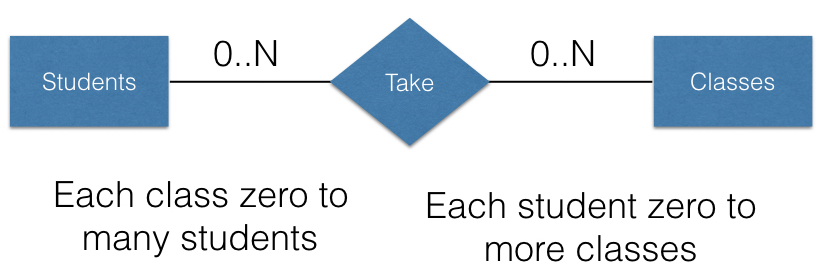 0..N
0..N
Students
Take
Classes
Each class zero to
many students
Each student zero to
more classes